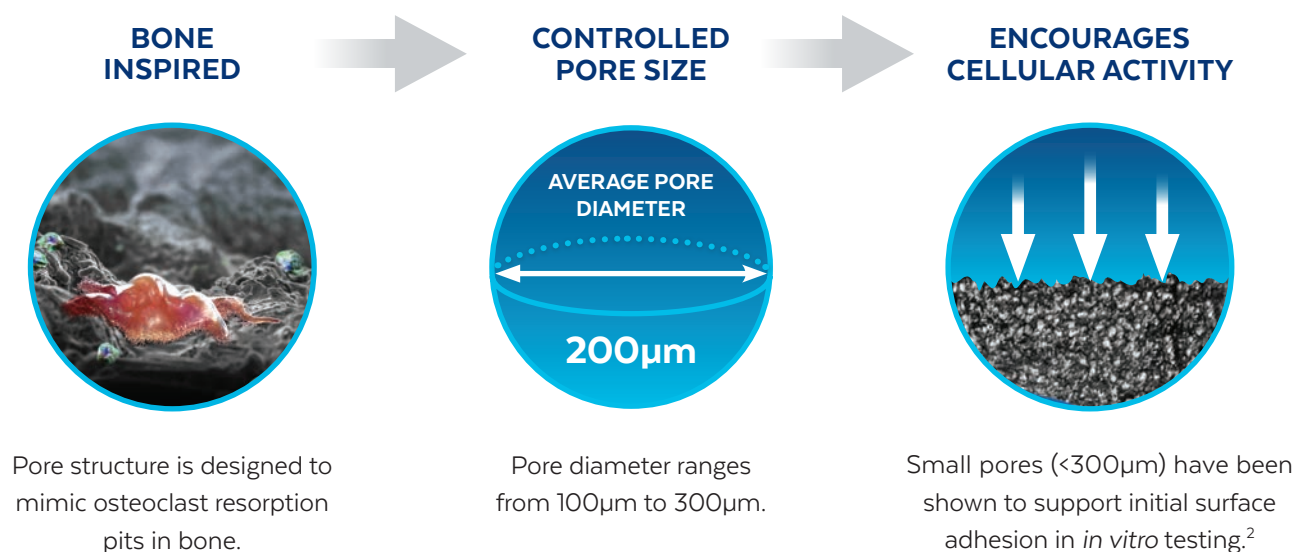 BONE
INSPIRED
CONTROLLED
PORE SIZE
ENCOURAGES
CELLULAR ACTIVITY
AVERAGE PORE
DIAMETER
200µm
Pore structure is designed to
mimic osteoclast resorption
pits in bone.
Pore diameter ranges
from 100µm to 300µm.
Small pores (<300µm) have been
shown to support initial surface
adhesion in in vitro testing.²